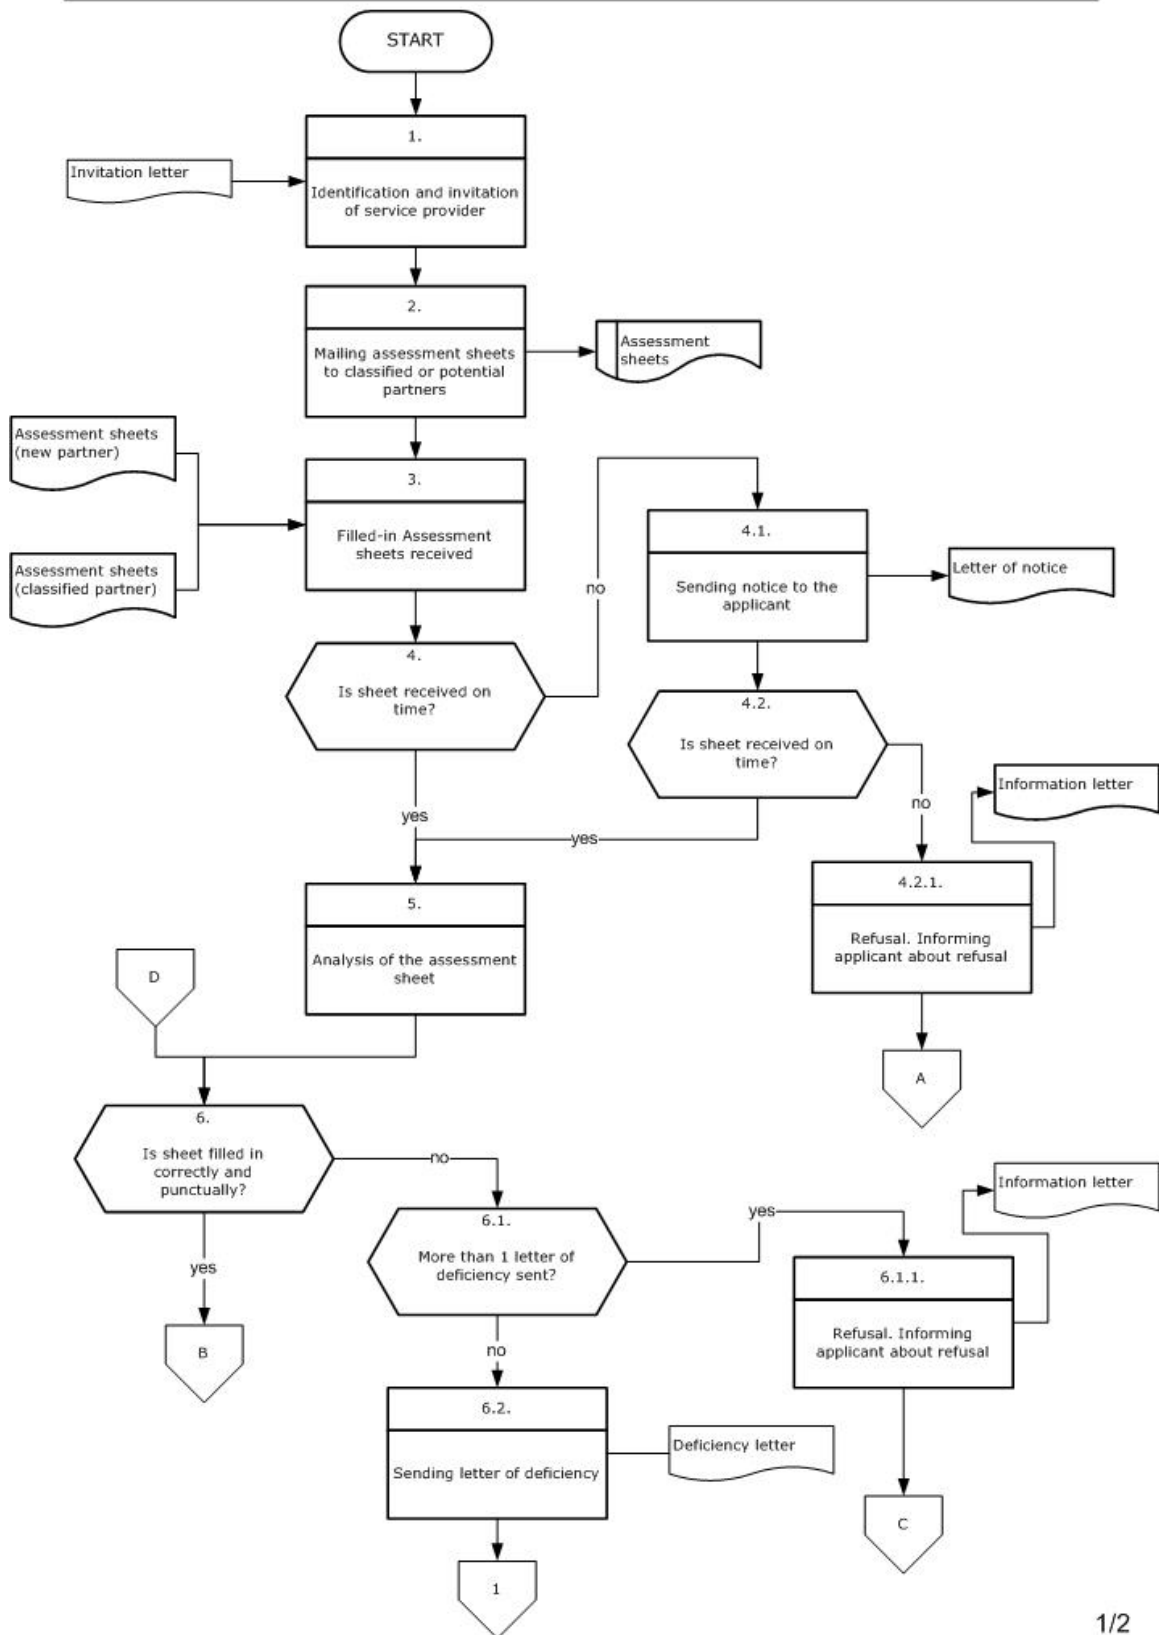 START
1.
Invitation letter
Identification and invitation
of service provider
2.
Mailing assessment sheets
to classified or potential
partners
Assessment
sheets
Assessment sheets
(new partner)
3.
Filled-in Assessment
sheets received
Assessment sheets
(classified partner)
no
4.1.
Sending notice to the
applicant
Letter of notice
4.
Is sheet received on
time?
4.2.
Is sheet received on
time?
yes
yes
no
Information letter
4.2.1.
Refusal. Informing
applicant about refusal
5.
Analysis of the assessment
sheet
D
A
6.
Is sheet filled in
correctly and
punctually?
no
yes
B
6.1.
More than 1 letter of
deficiency sent?
yes
Information letter
6.1.1.
Refusal. Informing
applicant about refusal
no
6.2.
Sending letter of deficiency
Deficiency letter
C
1
1/2